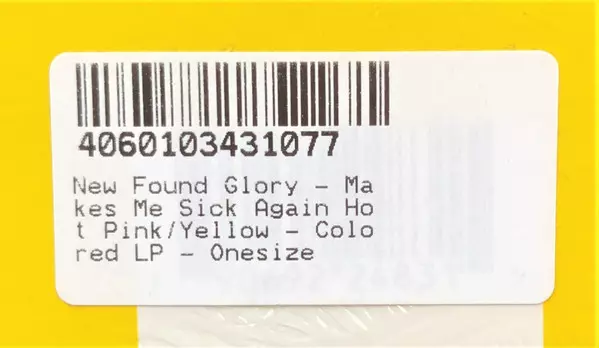 4060103431077
New Found Glory – Ma
kes Me Sick Again Ho
t Pink/Yellow – Colo
red LP – Onesize